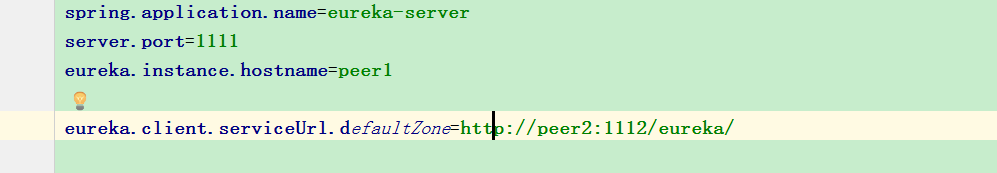 spring.application.name=eureka-server
server.port=1111
eureka.instance.hostname=peer1
eureka.client.serviceUrl.defaultZone=http://peer2:1112/eureka/